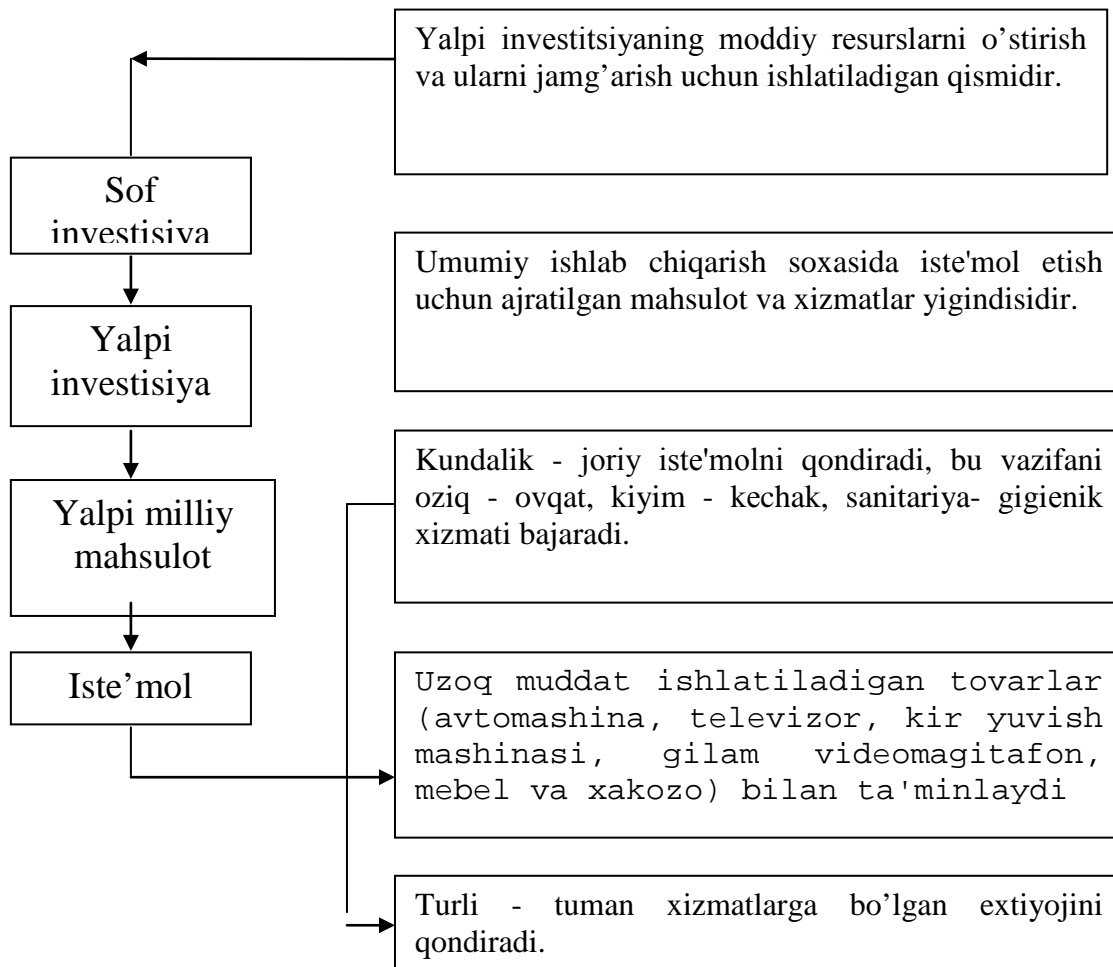 Yalpi investitsiyaning moddiy resurslarni o’stirish
va ularni jamg’arish uchun ishlatiladigan qismidir.
Sof
investisiya
Umumiy ishlab chiqarish soxasida iste'mol etish
uchun ajratilgan mahsulot va xizmatlar yigindisidir.
Yalpi
investisiya
Kundalik - joriy iste'molni qondiradi, bu vazifani
oziq - ovqat, kiyim - kechak, sanitariya- gigienik
xizmati bajaradi.
Yalpi milliy
mahsulot
Iste’mol
Uzoq muddat ishlatiladigan tovarlar
(avtomashina, televizor, kir yuvish
mashinasi, gilam videomagitafon,
mebel va xakozo) bilan ta'minlaydi
Turli - tuman xizmatlarga bo’lgan extiyojini
qondiradi.